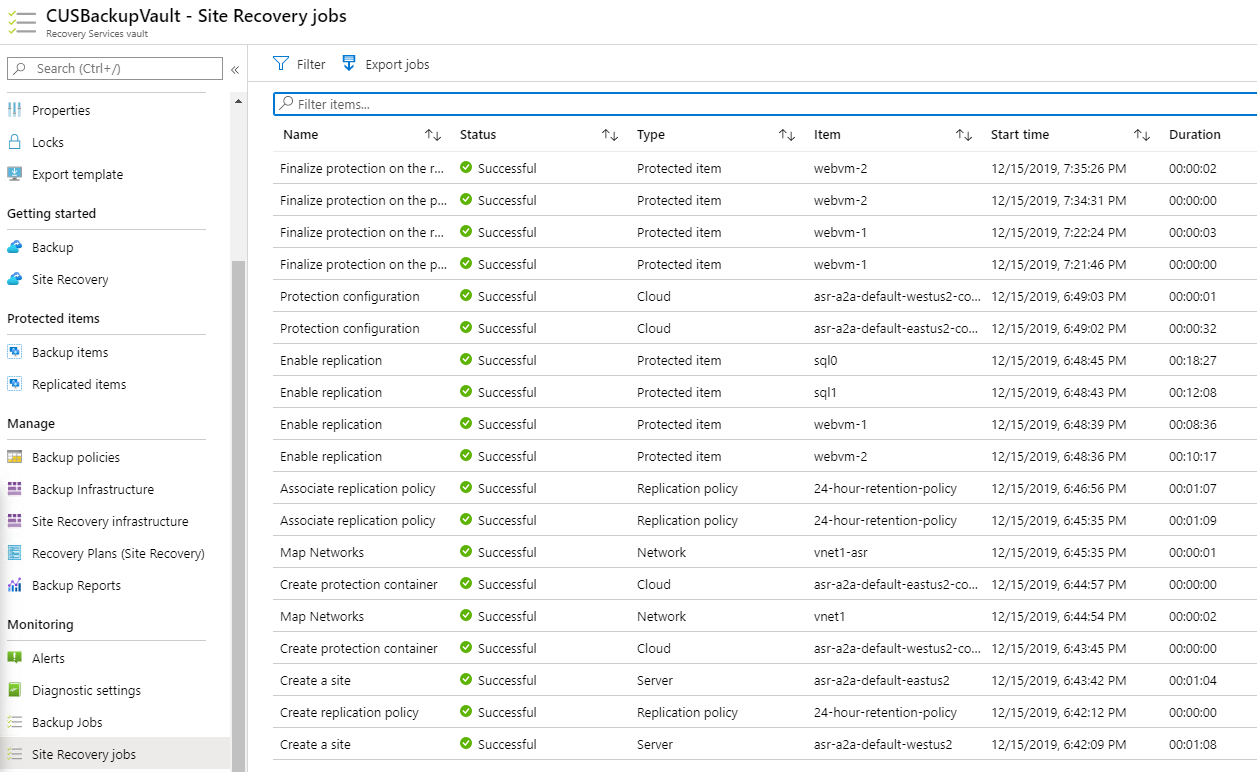 CUSBackupVault - Site Recovery jobs
Recovery Services vault
Search (Ctrl+/)
«
Properties
Locks
Export template
Getting started
Backup
Site Recovery
Protected items
Backup items
Replicated items
Manage
Backup policies
Backup Infrastructure
Site Recovery infrastructure
Recovery Plans (Site Recovery)
Backup Reports
Monitoring
Alerts
Diagnostic settings
Backup Jobs
Site Recovery jobs
Filter Export jobs
Filter items...
Name Status Type Item Start time Duration
Finalize protection on the r... Successful Protected item webvm-2 12/15/2019, 7:35:26 PM 00:00:02
Finalize protection on the p... Successful Protected item webvm-2 12/15/2019, 7:34:31 PM 00:00:00
Finalize protection on the r... Successful Protected item webvm-1 12/15/2019, 7:22:24 PM 00:00:03
Finalize protection on the p... Successful Protected item webvm-1 12/15/2019, 7:21:46 PM 00:00:00
Protection configuration Successful Cloud asr-a2a-default-westus2-co... 12/15/2019, 6:49:03 PM 00:00:01
Protection configuration Successful Cloud asr-a2a-default-eastus2-co... 12/15/2019, 6:49:02 PM 00:00:32
Enable replication Successful Protected item sql0 12/15/2019, 6:48:45 PM 00:18:27
Enable replication Successful Protected item sql1 12/15/2019, 6:48:43 PM 00:12:08
Enable replication Successful Protected item webvm-1 12/15/2019, 6:48:39 PM 00:08:36
Enable replication Successful Protected item webvm-2 12/15/2019, 6:48:36 PM 00:10:17
Associate replication policy Successful Replication policy 24-hour-retention-policy 12/15/2019, 6:46:56 PM 00:01:07
Associate replication policy Successful Replication policy 24-hour-retention-policy 12/15/2019, 6:45:35 PM 00:01:09
Map Networks Successful Network vnet1-asr 12/15/2019, 6:45:35 PM 00:00:01
Create protection container Successful Cloud asr-a2a-default-eastus2-co... 12/15/2019, 6:44:57 PM 00:00:00
Map Networks Successful Network vnet1 12/15/2019, 6:44:54 PM 00:00:02
Create protection container Successful Cloud asr-a2a-default-westus2-co... 12/15/2019, 6:43:45 PM 00:00:00
Create a site Successful Server asr-a2a-default-eastus2 12/15/2019, 6:43:42 PM 00:01:04
Create replication policy Successful Replication policy 24-hour-retention-policy 12/15/2019, 6:42:12 PM 00:00:00
Create a site Successful Server asr-a2a-default-westus2 12/15/2019, 6:42:09 PM 00:01:08